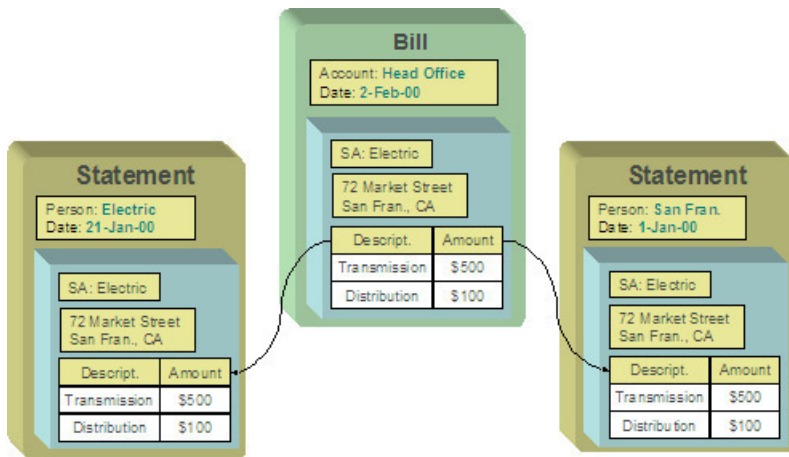 Bill
Account: Head Office
Date: 2-Feb-00
SA: Electric
72 Market Street
San Fran., CA
Descript. Amount
Transmission $500
Distribution $100
Statement
Person: Electric
Date: 21-Jan-00
SA: Electric
72 Market Street
San Fran., CA
Descript. Amount
Transmission $500
Distribution $100
Statement
Person: San Fran.
Date: 1-Jan-00
SA: Electric
72 Market Street
San Fran., CA
Descript. Amount
Transmission $500
Distribution $100